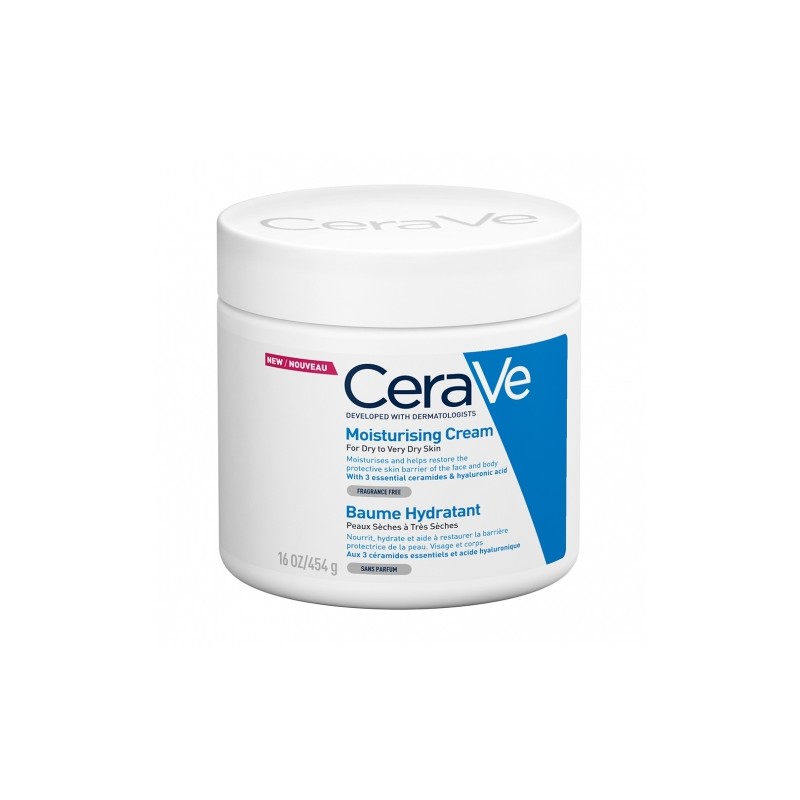 CeraVe
NEW / NOUVEAU
CeraVe
DEVELOPED WITH DERMATOLOGISTS
Moisturising Cream
For Dry to Very Dry Skin
Moisturises and helps restore the
protective skin barrier of the face and body
With 3 essential ceramides & hyaluronic acid
FRAGRANCE FREE
Baume Hydratant
Peaux Sèches à Très Sèches
Nourrit, hydrate et aide à restaurer la barrière
protectrice de la peau. Visage et corps
Aux 3 céramides essentiels et acide hyaluronique
16 OZ/454 g
SANS PARFUM